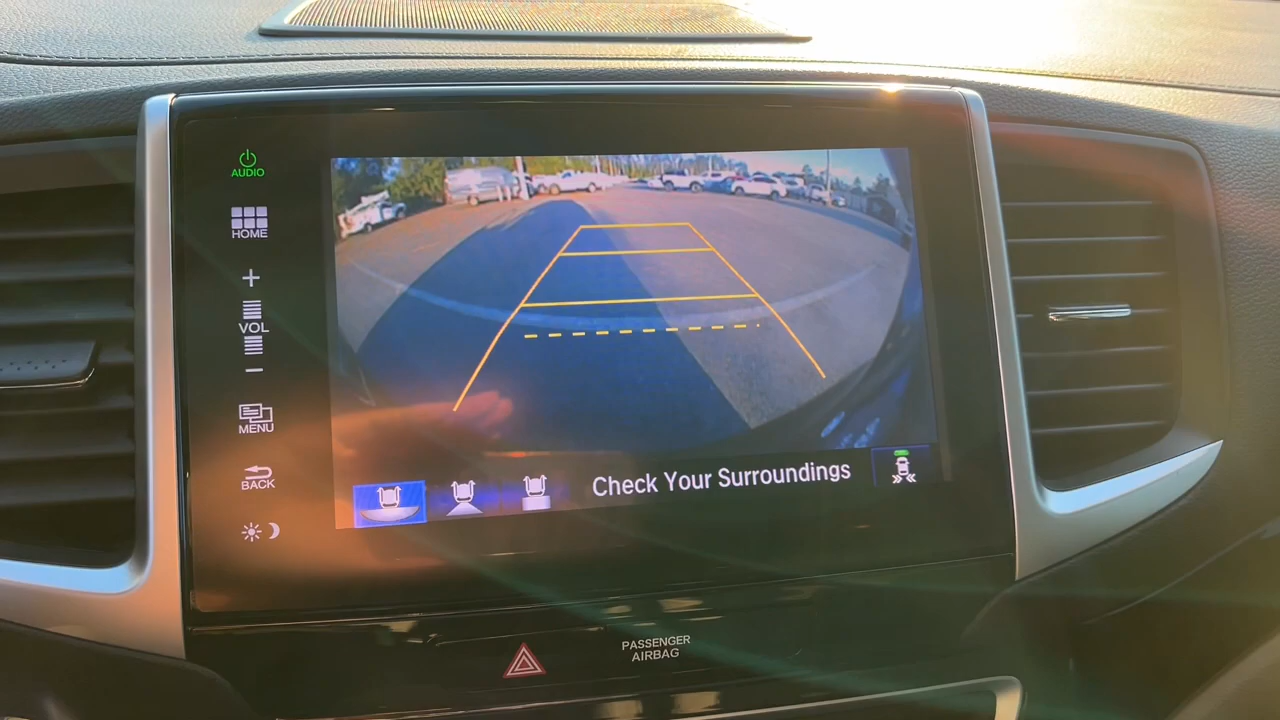 AUDIO
HOME
+
VOL
−
MENU
BACK
Check Your Surroundings
PASSENGER
AIRBAG